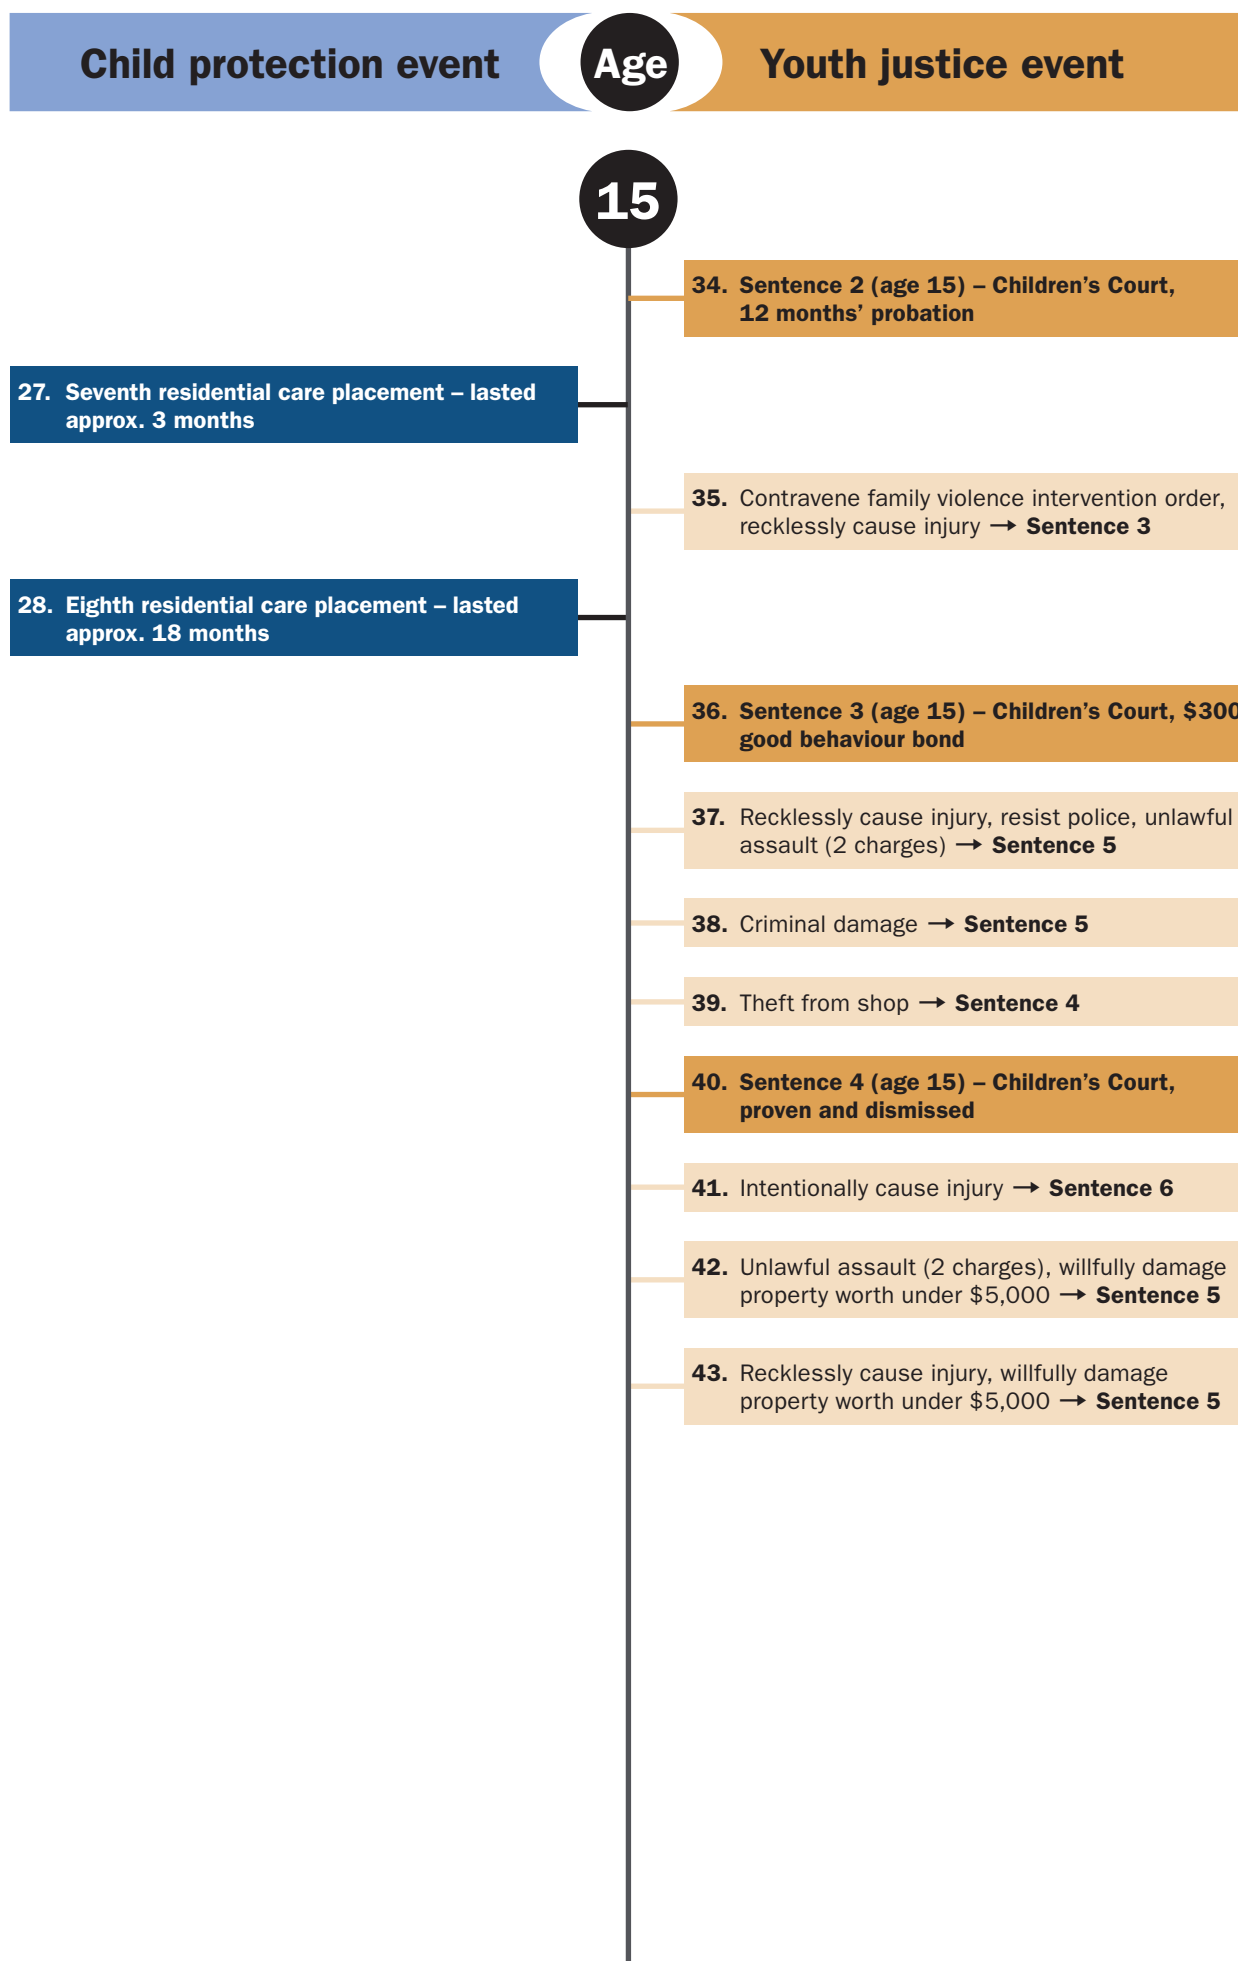 Child protection event
Age
Youth justice event
15
34. Sentence 2 (age 15) – Children’s Court,
12 months’ probation
27. Seventh residential care placement – lasted
approx. 3 months
35. Contravene family violence intervention order,
recklessly cause injury → Sentence 3
28. Eighth residential care placement – lasted
approx. 18 months
36. Sentence 3 (age 15) – Children’s Court, $300
good behaviour bond
37. Recklessly cause injury, resist police, unlawful
assault (2 charges) → Sentence 5
38. Criminal damage → Sentence 5
39. Theft from shop → Sentence 4
40. Sentence 4 (age 15) – Children’s Court,
proven and dismissed
41. Intentionally cause injury → Sentence 6
42. Unlawful assault (2 charges), willfully damage
property worth under $5,000 → Sentence 5
43. Recklessly cause injury, willfully damage
property worth under $5,000 → Sentence 5